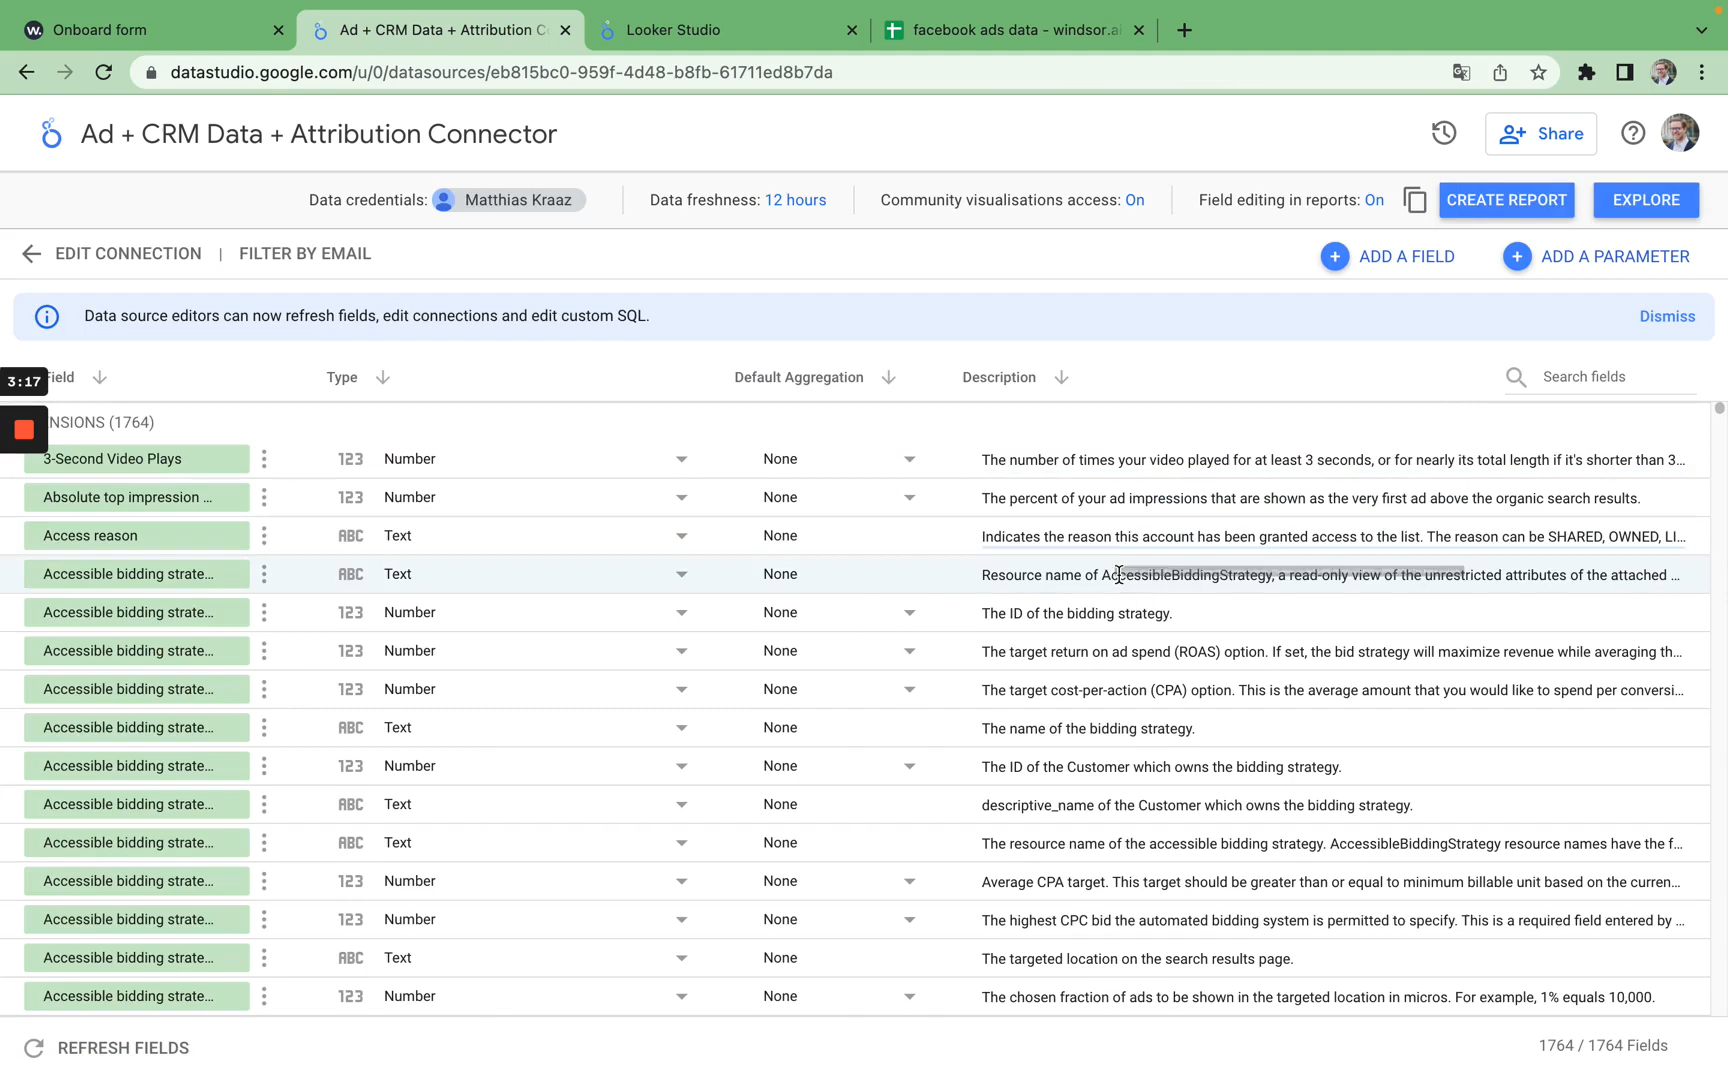 w. Onboard form
Ad + CRM Data + Attribution C
Looker Studio
facebook ads data - windsor.ai
datastudio.google.com/u/0/datasources/eb815bc0-959f-4d48-b8fb-61711ed8b7da
Ad + CRM Data + Attribution Connector
Share
Data credentials: Matthias Kraaz
Data freshness: 12 hours
Community visualisations access: On
Field editing in reports: On
CREATE REPORT
EXPLORE
EDIT CONNECTION | FILTER BY EMAIL
ADD A FIELD
ADD A PARAMETER
Data source editors can now refresh fields, edit connections and edit custom SQL.
Dismiss
3:17
ield Type Default Aggregation Description Search fields
NSIONS (1764)
3-Second Video Plays 123 Number None The number of times your video played for at least 3 seconds, or for nearly its total length if it's shorter than 3...
Absolute top impression ... 123 Number None The percent of your ad impressions that are shown as the very first ad above the organic search results.
Access reason ABC Text None Indicates the reason this account has been granted access to the list. The reason can be SHARED, OWNED, LI...
Accessible bidding strate... ABC Text None Resource name of AccessibleBiddingStrategy, a read-only view of the unrestricted attributes of the attached ...
Accessible bidding strate... 123 Number None The ID of the bidding strategy.
Accessible bidding strate... 123 Number None The target return on ad spend (ROAS) option. If set, the bid strategy will maximize revenue while averaging th...
Accessible bidding strate... 123 Number None The target cost-per-action (CPA) option. This is the average amount that you would like to spend per conversi...
Accessible bidding strate... ABC Text None The name of the bidding strategy.
Accessible bidding strate... 123 Number None The ID of the Customer which owns the bidding strategy.
Accessible bidding strate... ABC Text None descriptive_name of the Customer which owns the bidding strategy.
Accessible bidding strate... ABC Text None The resource name of the accessible bidding strategy. AccessibleBiddingStrategy resource names have the f...
Accessible bidding strate... 123 Number None Average CPA target. This target should be greater than or equal to minimum billable unit based on the curren...
Accessible bidding strate... 123 Number None The highest CPC bid the automated bidding system is permitted to specify. This is a required field entered by ...
Accessible bidding strate... ABC Text None The targeted location on the search results page.
Accessible bidding strate... 123 Number None The chosen fraction of ads to be shown in the targeted location in micros. For example, 1% equals 10,000.
REFRESH FIELDS
1764 / 1764 Fields